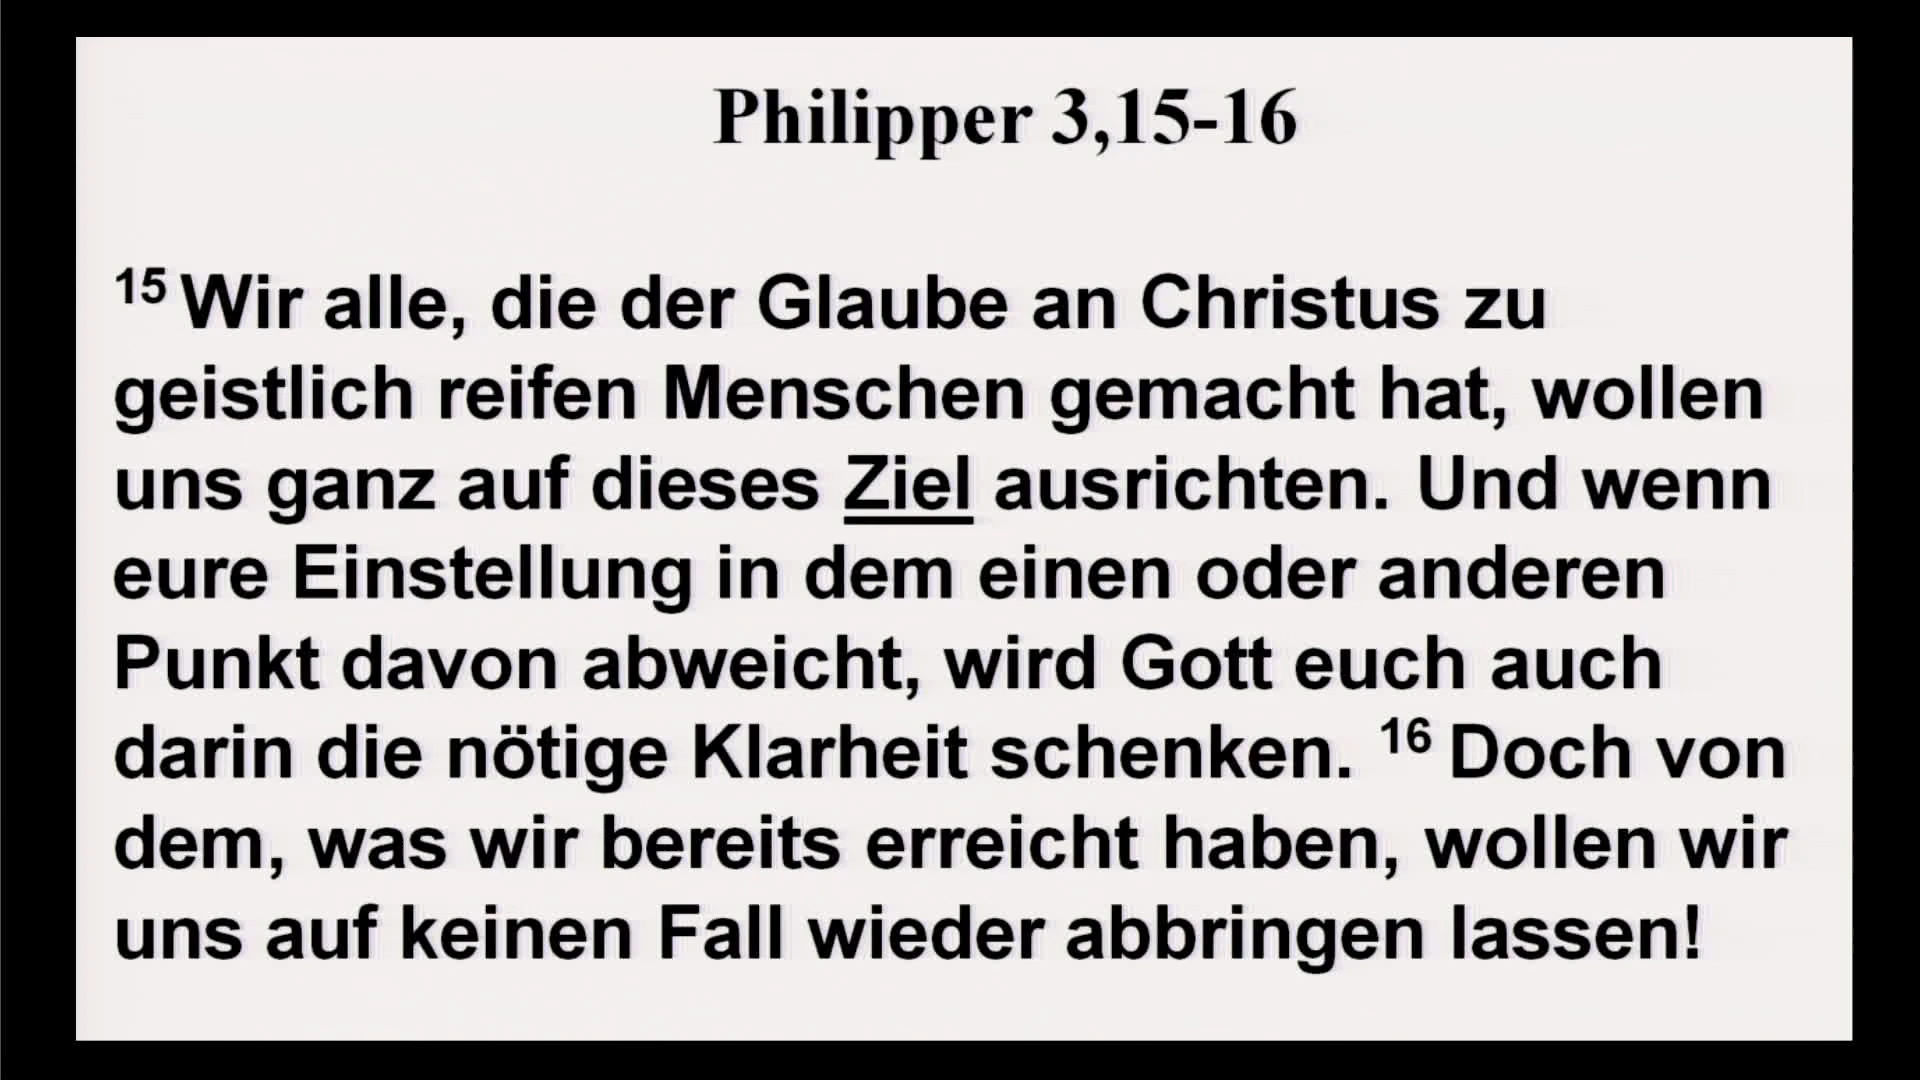 Philipper 3,15-16
15 Wir alle, die der Glaube an Christus zu
geistlich reifen Menschen gemacht hat, wollen
uns ganz auf dieses Ziel ausrichten. Und wenn
eure Einstellung in dem einen oder anderen
Punkt davon abweicht, wird Gott euch auch
darin die nötige Klarheit schenken. 16 Doch von
dem, was wir bereits erreicht haben, wollen wir
uns auf keinen Fall wieder abbringen lassen!